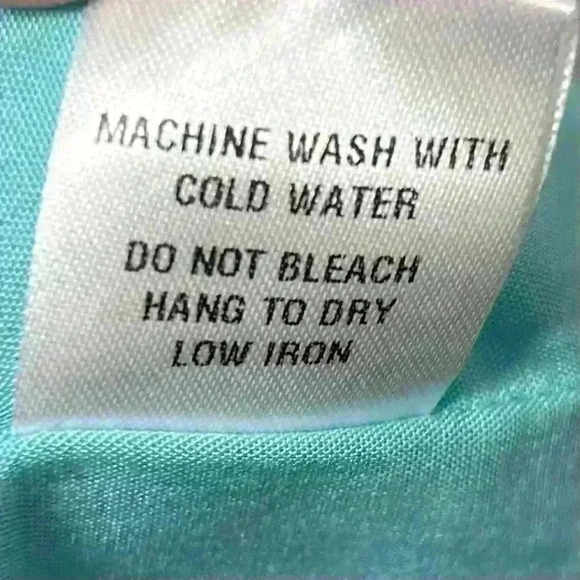 MACHINE WASH WITH
COLD WATER
DO NOT BLEACH
HANG TO DRY
LOW IRON